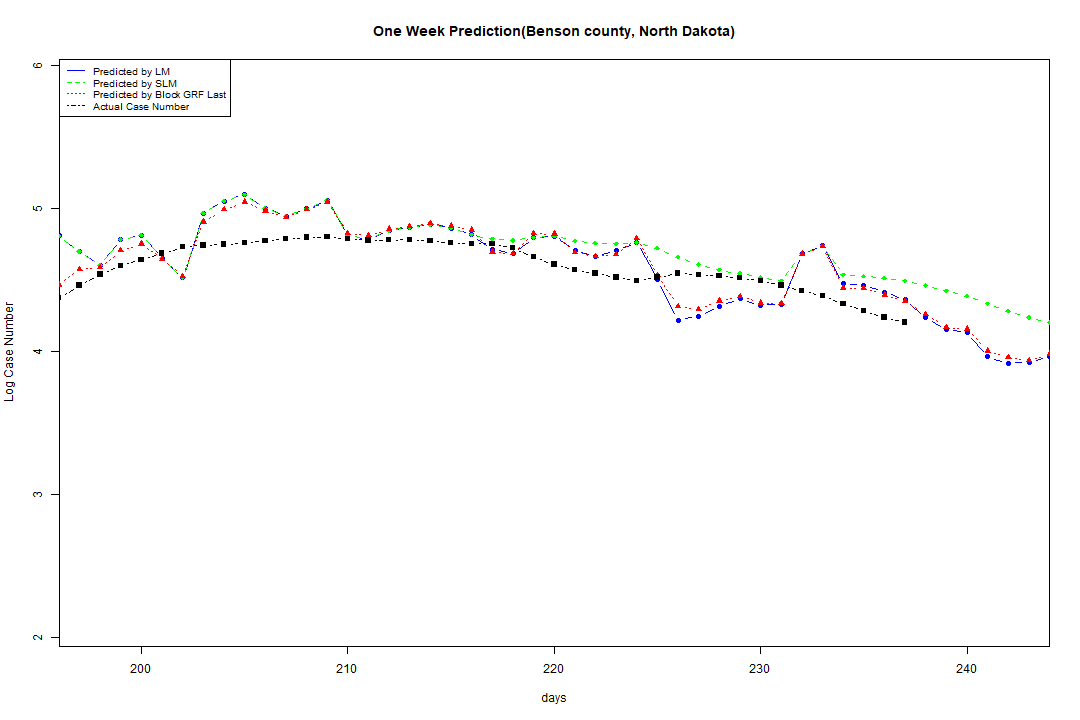 One Week Prediction(Benson county, North Dakota)
Predicted by LM
Predicted by SLM
Predicted by Block GRF Last
Actual Case Number
6
5
4
3
2
Log Case Number
200 210 220 230 240
days